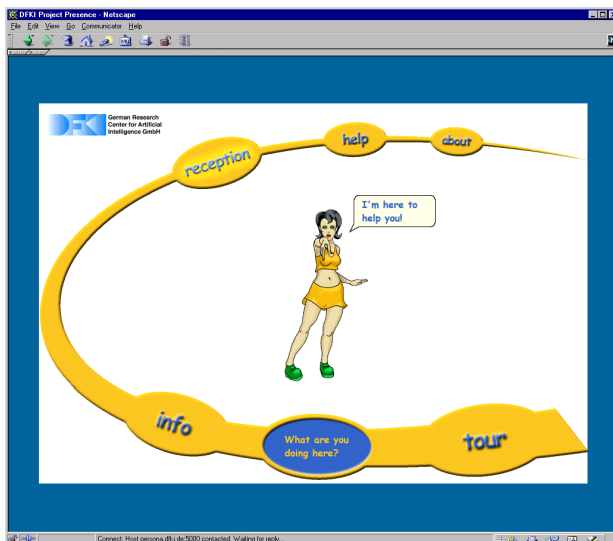 DFKI Project Presence - Netscape
File Edit View Go Communicator Help
German Research
Center for Artificial
Intelligence GmbH
reception
help
about
I'm here to
help you!
info
What are you
doing here?
tour
Connect: Host persona.dfki.de:5000 contacted. Waiting for reply...